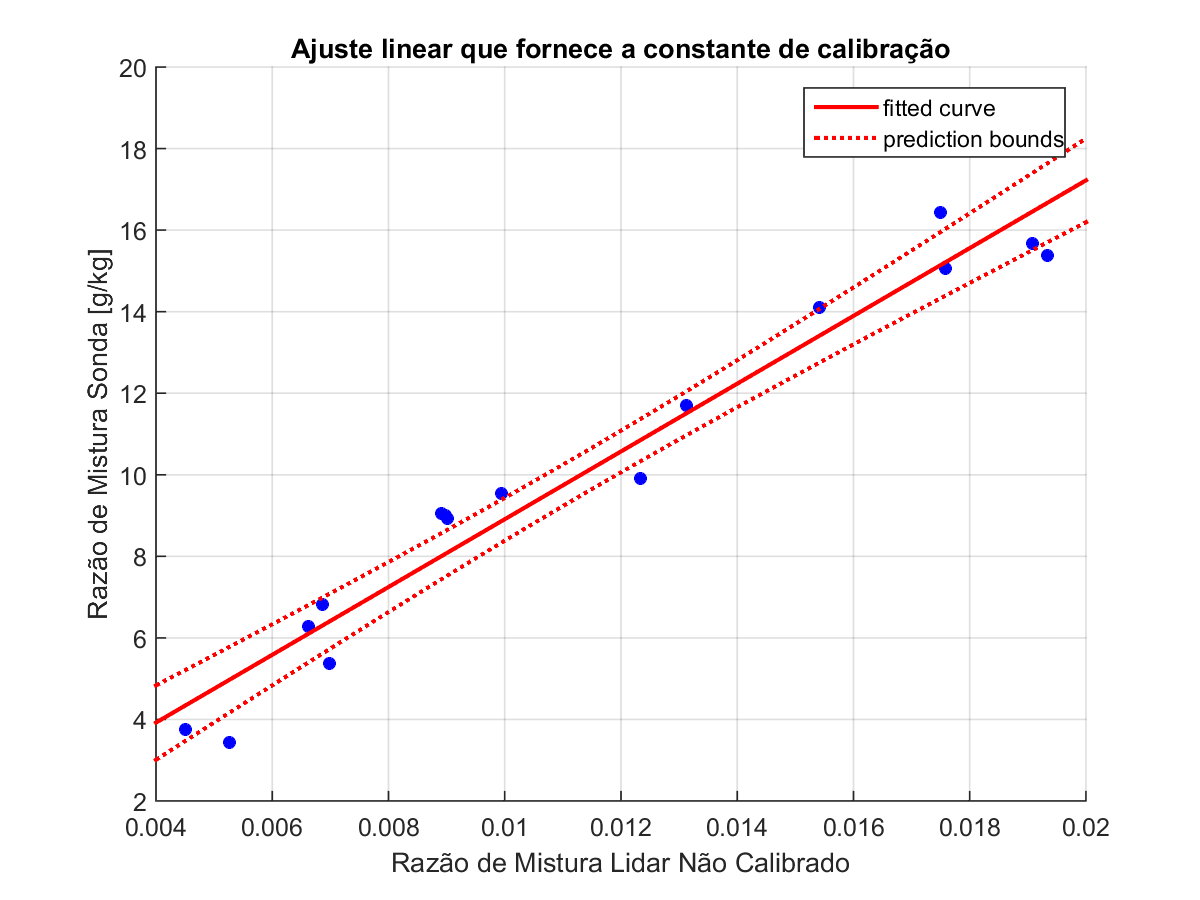 Ajuste linear que fornece a constante de calibração
fitted curve
prediction bounds
Razão de Mistura Sonda [g/kg]
20
18
16
14
12
10
8
6
4
2
0.004 0.006 0.008 0.01 0.012 0.014 0.016 0.018 0.02
Razão de Mistura Lidar Não Calibrado